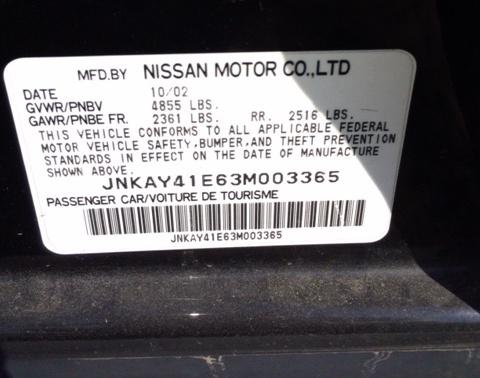 MFD.BY NISSAN MOTOR CO.,LTD
DATE 10/02
GVWR/PNBV 4855 LBS.
GAWR/PNBE FR. 2361 LBS. RR. 2516 LBS.
THIS VEHICLE CONFORMS TO ALL APPLICABLE FEDERAL
MOTOR VEHICLE SAFETY, BUMPER, AND THEFT PREVENTION
STANDARDS IN EFFECT ON THE DATE OF MANUFACTURE
SHOWN ABOVE.
JNKAY41E63M003365
PASSENGER CAR/VOITURE DE TOURISME
JNKAY41E63M003365